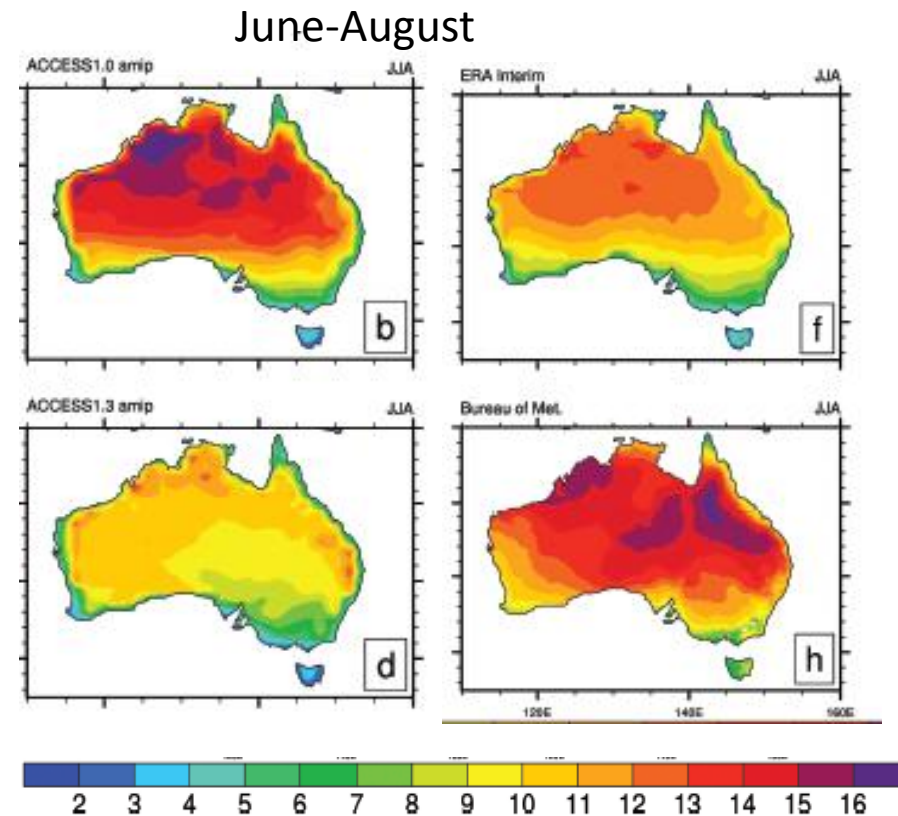 June-August
ACCESS1.0 amip JJA
b
ERA Interim JJA
f
ACCESS1.3 amip JJA
d
Bureau of Met. JJA
h
120E 140E 160E
2 3 4 5 6 7 8 9 10 11 12 13 14 15 16